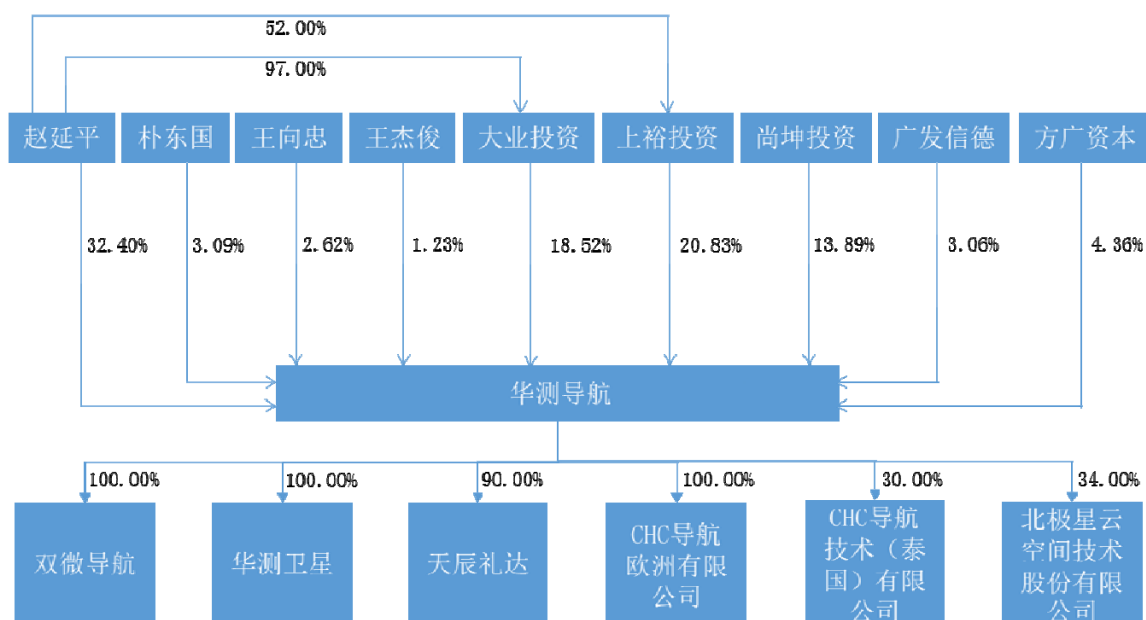 52.00%
97.00%
赵延平
朴东国
王向忠
王杰俊
大业投资
上裕投资
尚坤投资
广发信德
方广资本
32.40%
3.09%
2.62%
1.23%
18.52%
20.83%
13.89%
3.06%
4.36%
华测导航
100.00%
100.00%
90.00%
100.00%
30.00%
34.00%
双微导航
华测卫星
天辰礼达
CHC导航
欧洲有限
公司
CHC导航
技术（泰
国）有限
公司
北极星云
空间技术
股份有限
公司